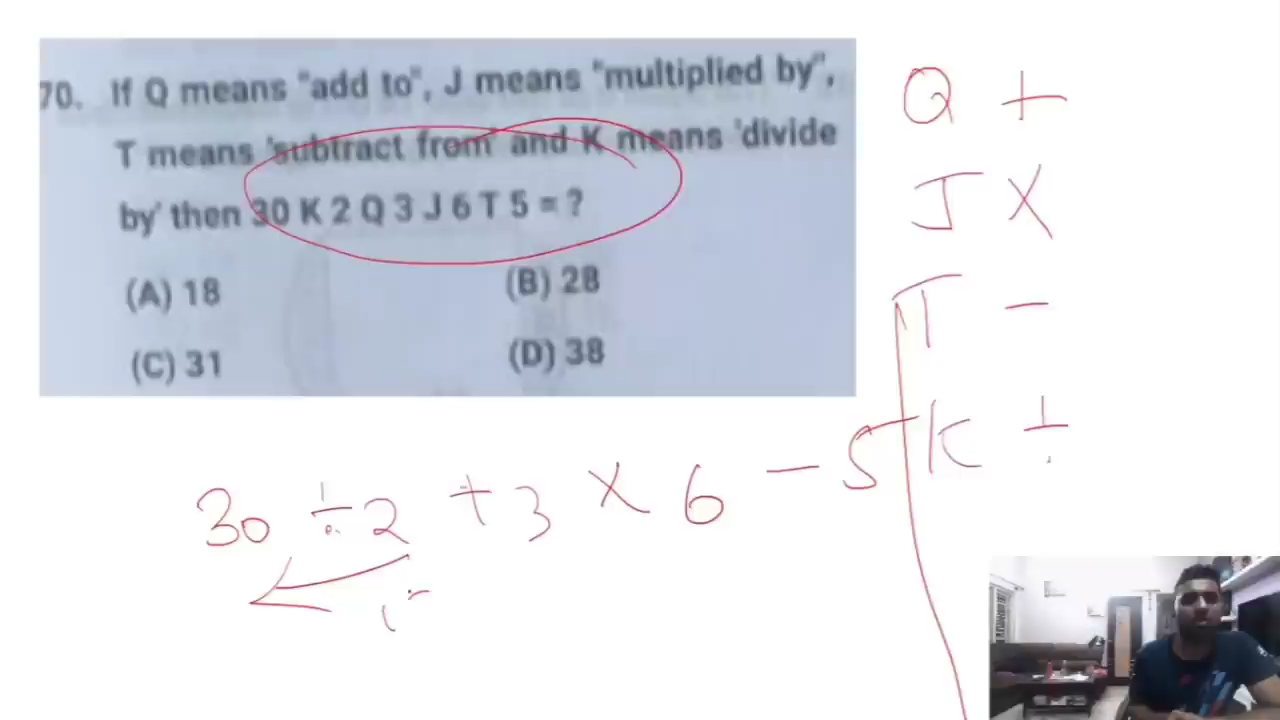 70. If Q means "add to", J means "multiplied by",
T means 'subtract from' and K means 'divide
by' then 30 K 2 Q 3 J 6 T 5 = ?
(A) 18 (B) 28
(C) 31 (D) 38
Q +
J X
T −
K ÷
30 ÷ 2 + 3 X 6 − 5